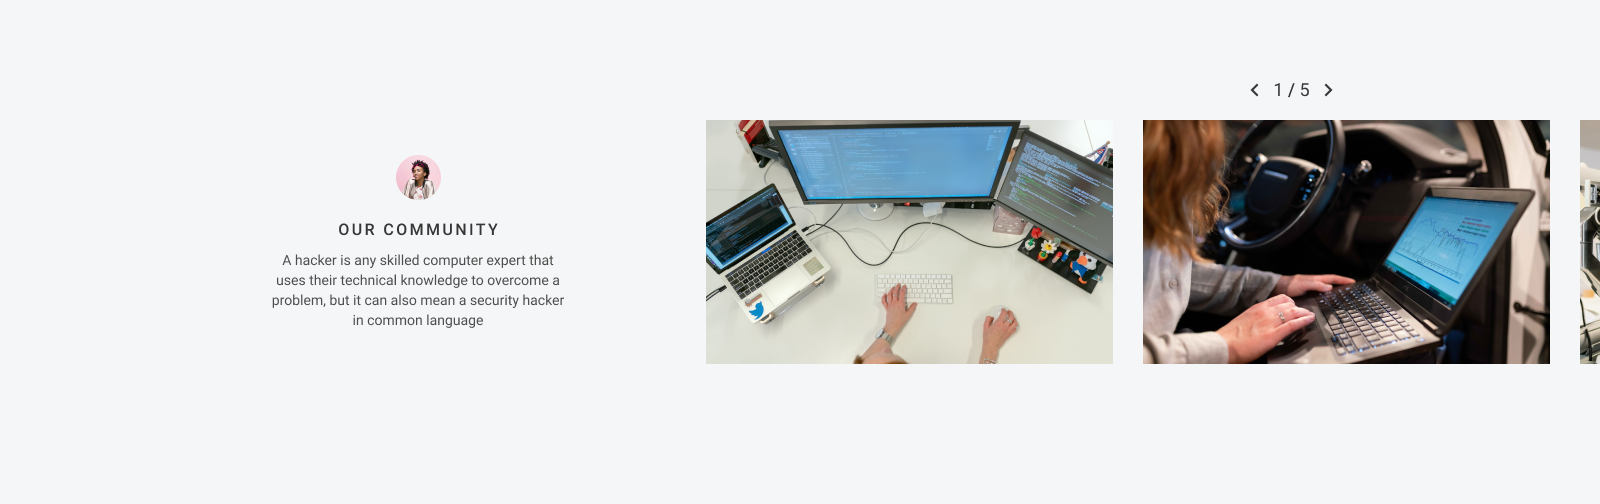 1 / 5
OUR COMMUNITY
A hacker is any skilled computer expert that
uses their technical knowledge to overcome a
problem, but it can also mean a security hacker
in common language